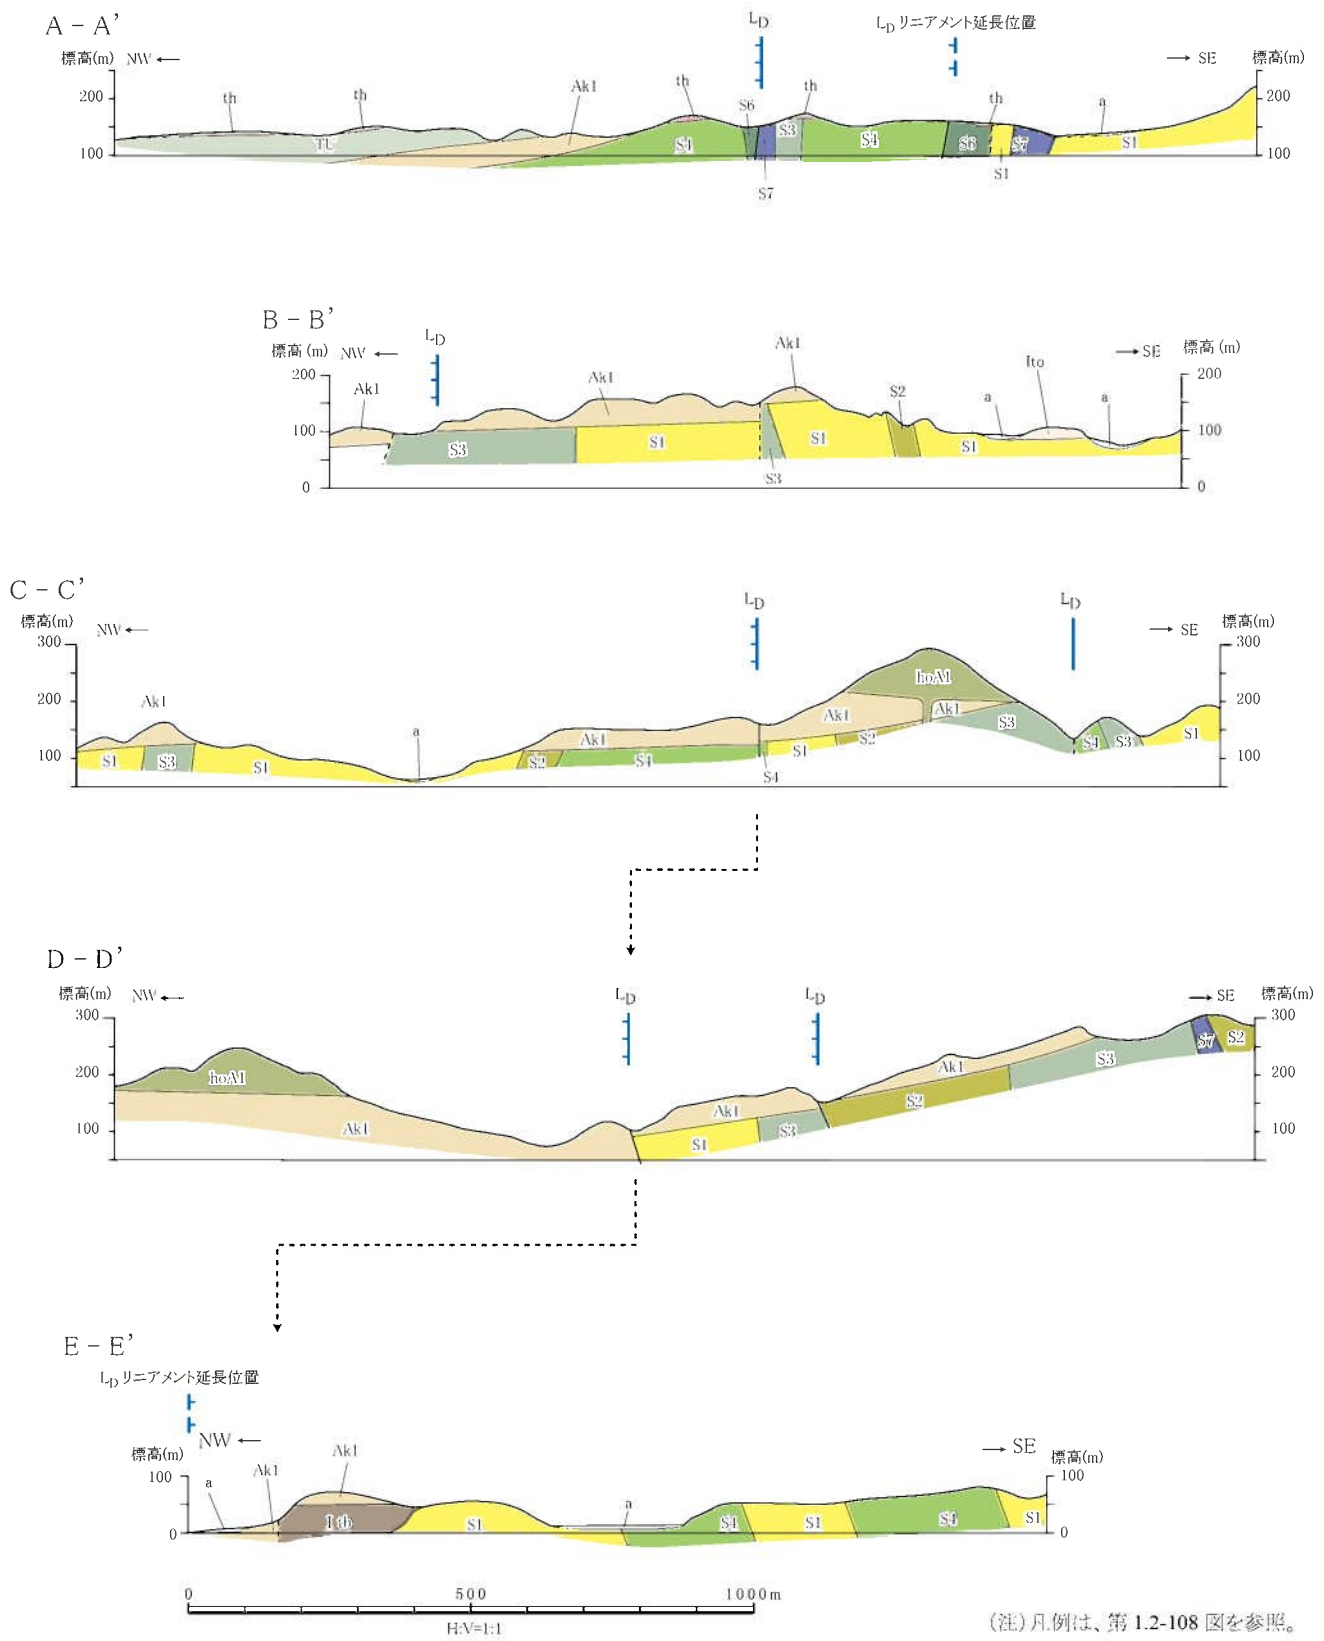 A - A’
LD
LD リニアメント延長位置
標高(m) NW ←
→ SE 標高(m)
200 th th Ak1 th S6 th th a 200
100 TU S4 S3 S4 S6 S7 S1 100
S7 S1
B - B’
LD
標高(m) NW ←
→ SE 標高(m)
200 Ak1 Ak1 Ak1 S2 a Ito a 200
Ak1
100 S3 S1 S1 S1 100
S3
0 0
C - C’
LD LD
標高(m) NW ←
→ SE 標高(m)
300 hoA1 300
200 Ak1 Ak1 Ak1 S3 200
a Ak1 S1
100 S1 S3 S1 S2 S4 S1 S2 S4 S3 100
S4
D - D’
LD LD
標高(m) NW ←
→ SE 標高(m)
300 S3 S7 S2 300
200 hoA1 Ak1 S2 200
100 Ak1 Ak1 S1 S3 100
E - E’
LD リニアメント延長位置
標高(m) NW ←
→ SE 標高(m)
100 a Ak1 Ak1 a 100
S1 S4 S1 S4 S1
0 0
0 500 1000m
H:V=1:1
(注)凡例は、第 1.2-108 図を参照。